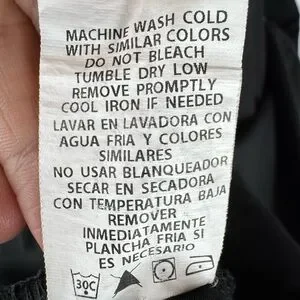 MACHINE WASH COLD
WITH SIMILAR COLORS
DO NOT BLEACH
TUMBLE DRY LOW
REMOVE PROMPTLY
COOL IRON IF NEEDED
LAVAR EN LAVADORA CON
AGUA FRIA Y COLORES
SIMILARES
NO USAR BLANQUEADOR
SECAR EN SECADORA
CON TEMPERATURA BAJA
REMOVER
INMEDIATAMENTE
PLANCHA FRIA SI
ES NECESARIO
30C